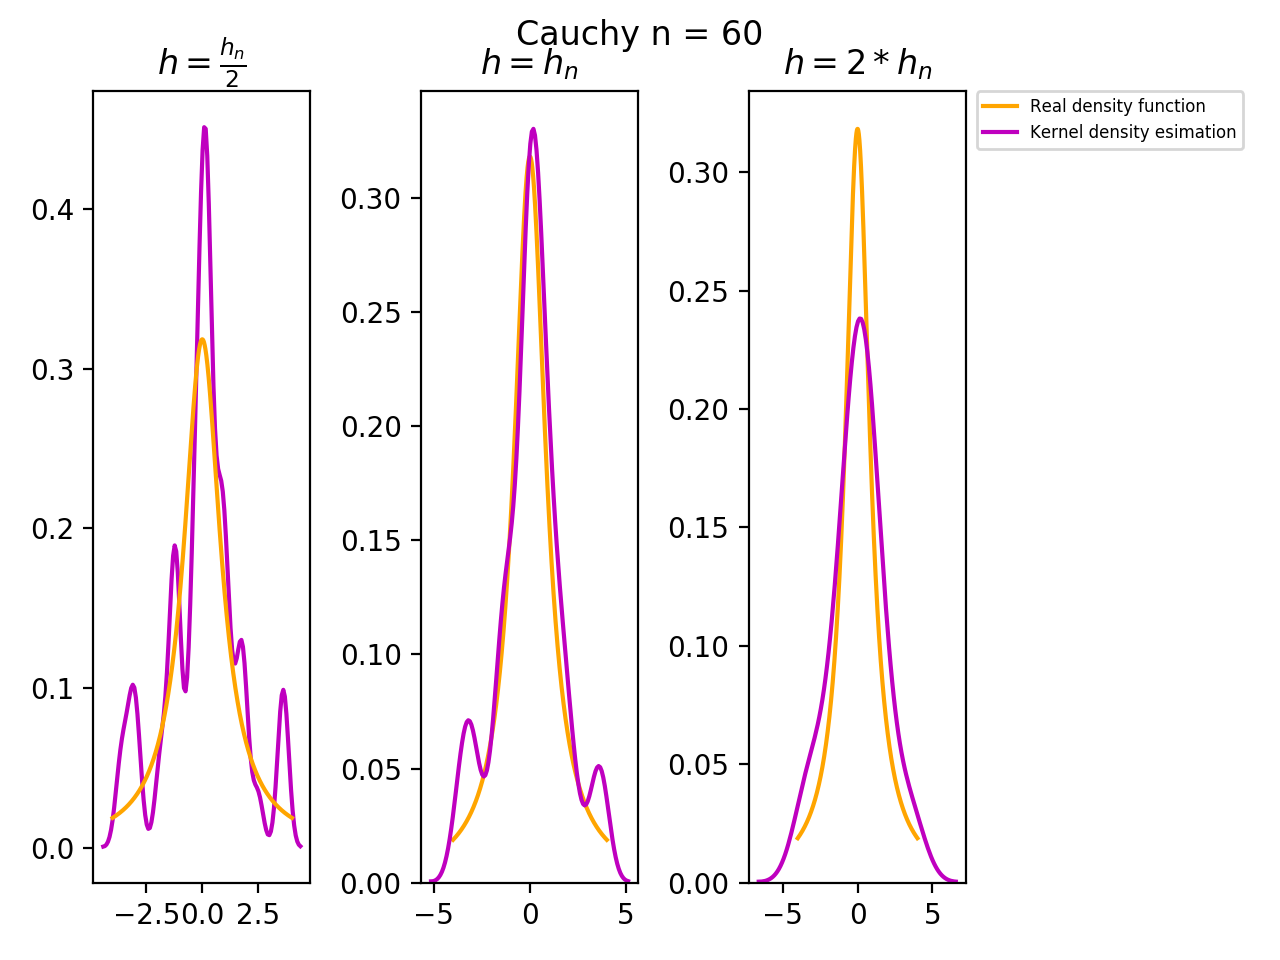 Cauchy n = 60
h = h_n/2
h = h_n
h = 2 * h_n
Real density function
Kernel density esimation
0.4
0.3
0.2
0.1
0.0
−2.5 0.0 2.5
0.30
0.25
0.20
0.15
0.10
0.05
0.00
−5 0 5
0.30
0.25
0.20
0.15
0.10
0.05
0.00
−5 0 5